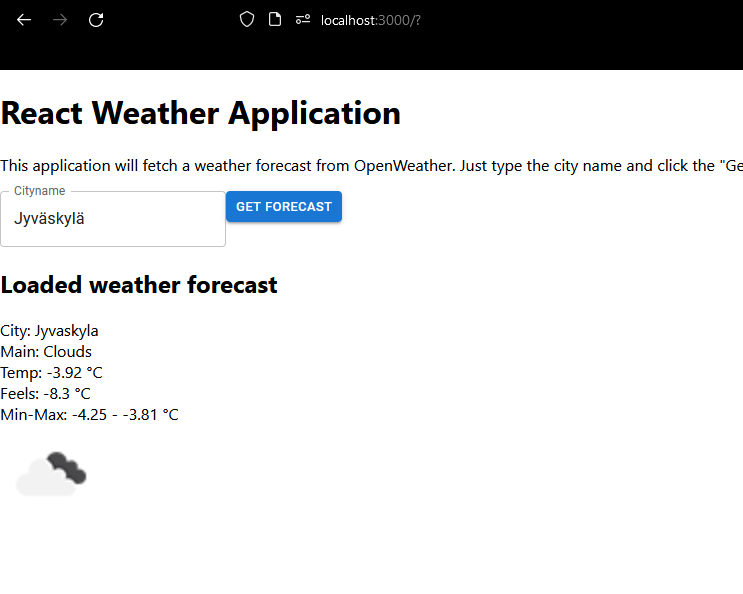 localhost:3000/?
React Weather Application
This application will fetch a weather forecast from OpenWeather. Just type the city name and click the "Ge
Cityname
Jyväskylä
GET FORECAST
Loaded weather forecast
City: Jyvaskyla
Main: Clouds
Temp: -3.92 °C
Feels: -8.3 °C
Min-Max: -4.25 - -3.81 °C